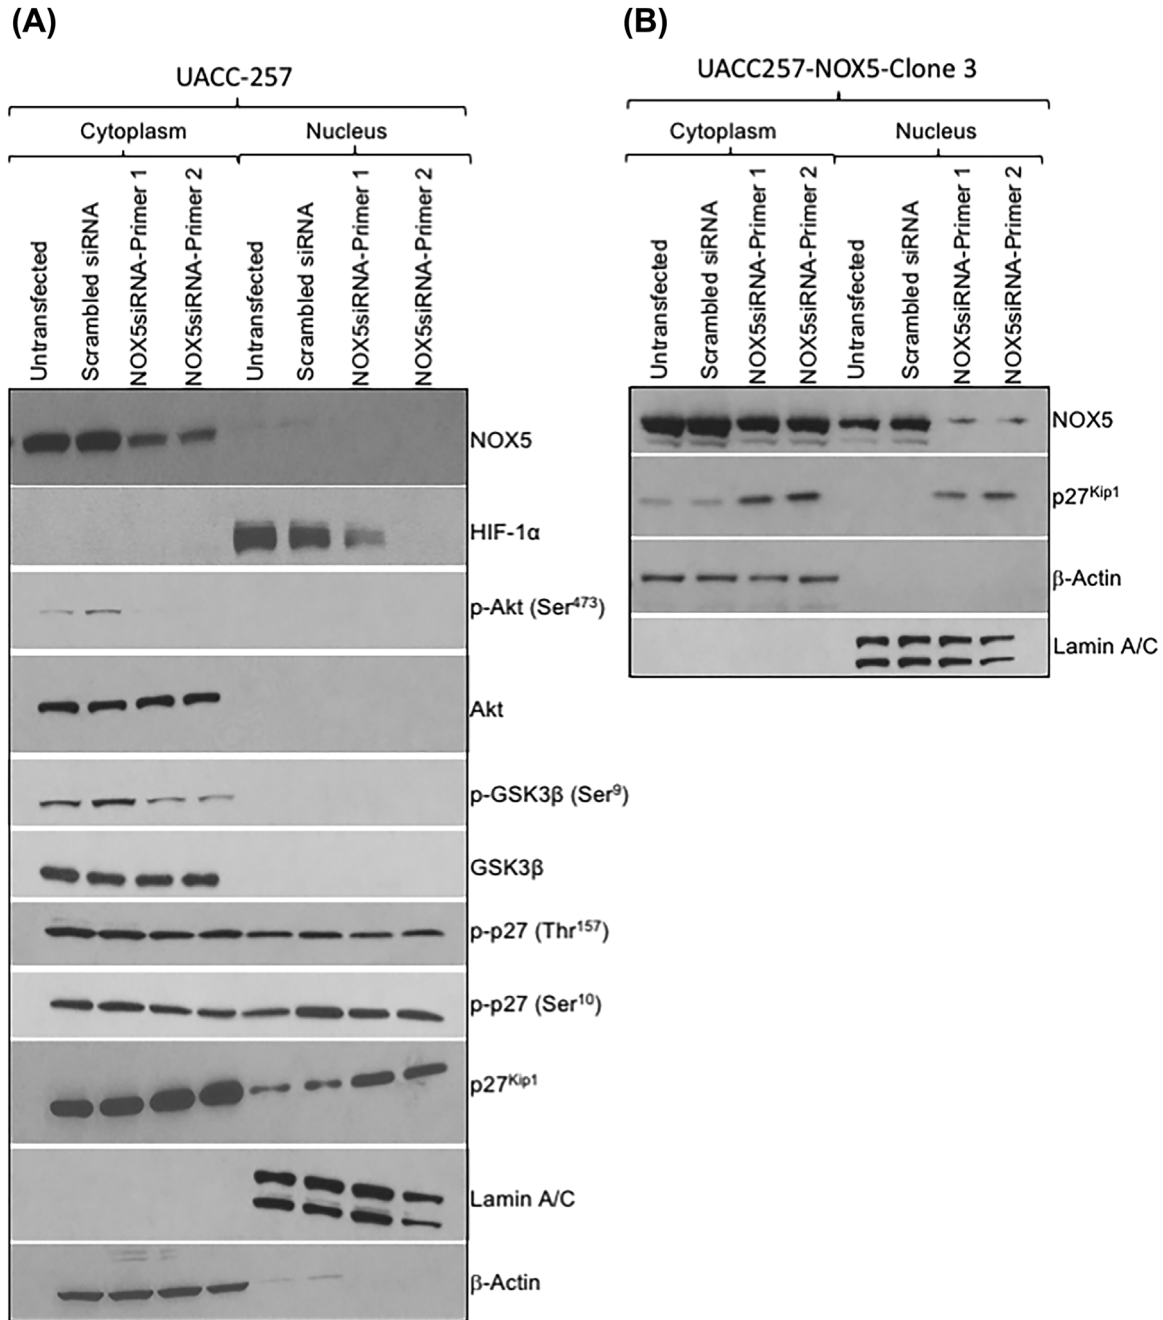 (A)
UACC-257
Cytoplasm
Nucleus
Untransfected
Scrambled siRNA
NOX5siRNA-Primer 1
NOX5siRNA-Primer 2
Untransfected
Scrambled siRNA
NOX5siRNA-Primer 1
NOX5siRNA-Primer 2
NOX5
HIF-1α
p-Akt (Ser⁴⁷³)
Akt
p-GSK3β (Ser⁹)
GSK3β
p-p27 (Thr¹⁵⁷)
p-p27 (Ser¹⁰)
p27ᴷⁱᵖ¹
Lamin A/C
β-Actin
(B)
UACC257-NOX5-Clone 3
Cytoplasm
Nucleus
Untransfected
Scrambled siRNA
NOX5siRNA-Primer 1
NOX5siRNA-Primer 2
Untransfected
Scrambled siRNA
NOX5siRNA-Primer 1
NOX5siRNA-Primer 2
NOX5
p27ᴷⁱᵖ¹
β-Actin
Lamin A/C